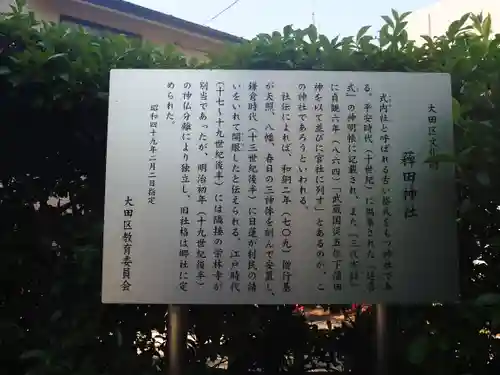 大田区文化財
薭田神社
式内社と呼ばれる古い格式をもつ神社であ
る。平安時代(十世紀)に編集された『延喜
式』の神明帳に記載され、また『三代実録』
に貞観六年(八六四)「武蔵国従五位下蒲田
神を以て並びに官社に列す」とあるのが、こ
の神社であろうといわれる。
社伝によれば、和銅二年(七〇九)僧行基
が天照、八幡、春日の三神体を刻んで安置し、
鎌倉時代(十三世紀後半)に日蓮が村民の請
いをいれて開眼したと伝えられる。江戸時代
(十七〜十九世紀後半)には隣接の栄林寺が
別当であったが、明治初年(十九世紀後半)
の神仏分離により独立し、旧社格は郷社に定
められた。
昭和四十九年二月二日指定
大田区教育委員会